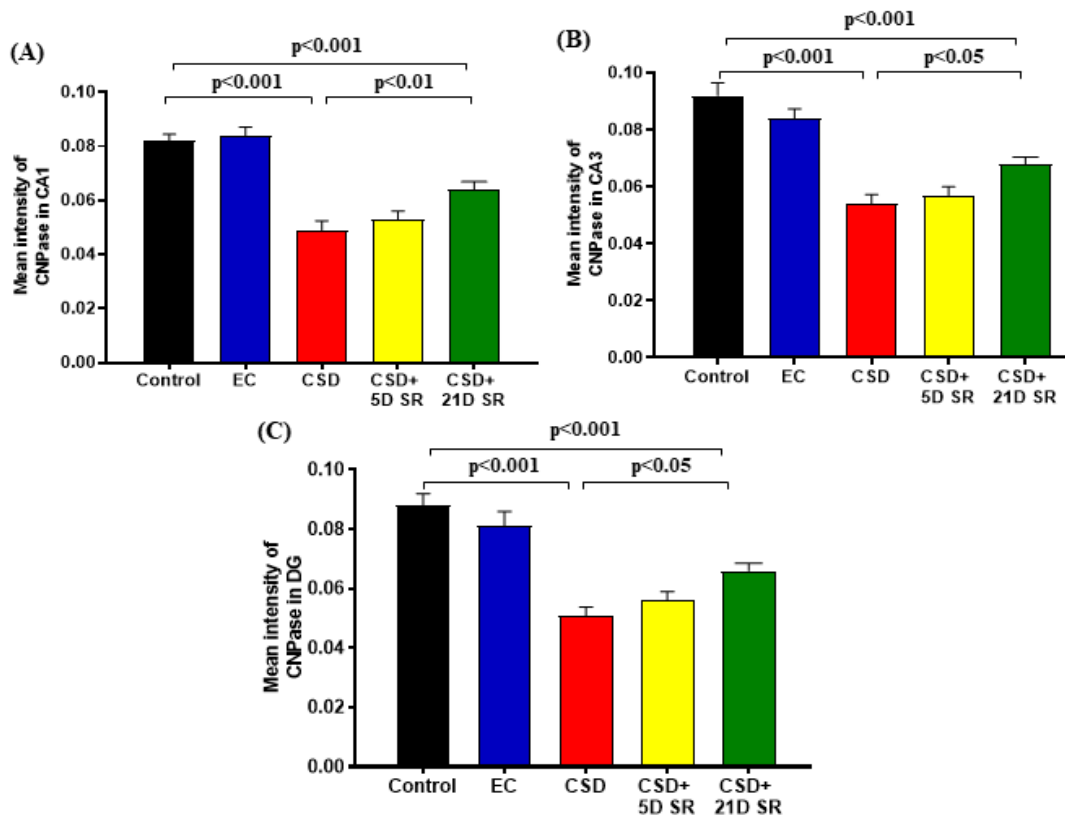 (A)
p<0.001
p<0.001
p<0.01
Mean intensity of
CNPase in CA1
0.10
0.08
0.06
0.04
0.02
0.00
Control
EC
CSD
CSD+
5D SR
CSD+
21D SR
(B)
p<0.001
p<0.001
p<0.05
Mean intensity of
CNPase in CA3
0.10
0.08
0.06
0.04
0.02
0.00
Control
EC
CSD
CSD+
5D SR
CSD+
21D SR
(C)
p<0.001
p<0.001
p<0.05
Mean intensity of
CNPase in DG
0.10
0.08
0.06
0.04
0.02
0.00
Control
EC
CSD
CSD+
5D SR
CSD+
21D SR